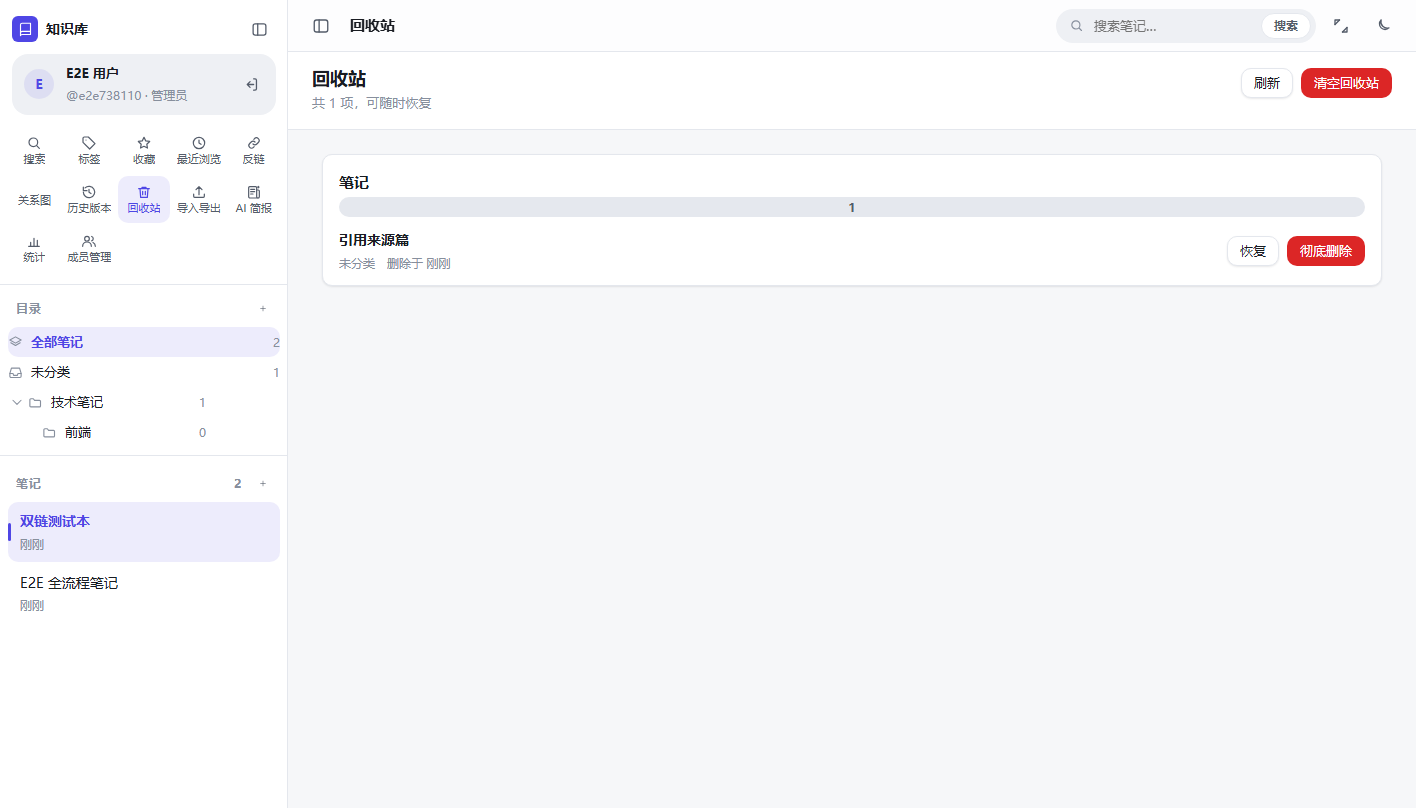 知识库
E
E2E 用户
@e2e738110 · 管理员
搜索
标签
收藏
最近浏览
反链
关系图
历史版本
回收站
导入导出
AI 简报
统计
成员管理
目录 +
全部笔记 2
未分类 1
技术笔记 1
前端 0
笔记 2 +
双链测试本
刚刚
E2E 全流程笔记
刚刚
回收站
搜索笔记...
搜索
回收站
共 1 项，可随时恢复
刷新
清空回收站
笔记
1
引用来源篇
未分类 删除于 刚刚
恢复
彻底删除